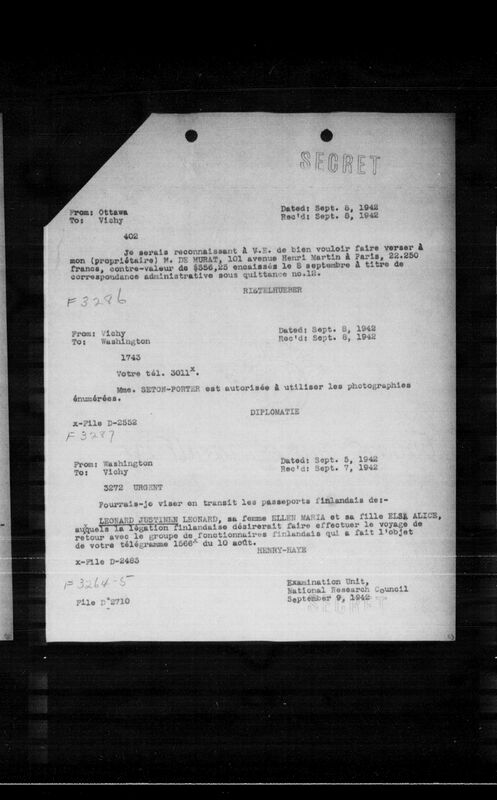 SECRET
From: Ottawa Dated: Sept. 8, 1942
To: Vichy Rec'd: Sept. 8, 1942
402
Je serais reconnaissant à V.E. de bien vouloir faire verser à
mon (propriétaire) M. DE MURAT, 101 avenue Henri Martin à Paris, 22.250
francs, contre-valeur de $356,25 encaissés le 8 septembre à titre de
correspondance administrative sous quittance no.12.
RISTELHUEBER
F 3286
From: Vichy Dated: Sept. 8, 1942
To: Washington Rec'd: Sept. 8, 1942
1743
Votre tél. 3011x.
Mme. SETON-PORTER est autorisée à utiliser les photographies
énumérées.
DIPLOMATIE
x-File D-2552
F 3287
From: Washington Dated: Sept. 5, 1942
To: Vichy Rec'd: Sept. 7, 1942
3272 URGENT
Pourrais-je viser en transit les passeports finlandais de:-
LEONARD JUSTINEN LEONARD, sa femme ELLEN MARIA et sa fille ELSE ALICE,
auxquels la légation finlandaise désirerait faire effectuer le voyage de
retour avec le groupe de fonctionnaires finlandais qui a fait l'objet
de votre télégramme 1566x du 10 août.
HENRY-HAYE
x-File D-2463
F 3264-5
Examination Unit,
National Research Council
File D-2710 September 9, 1942
SECRET